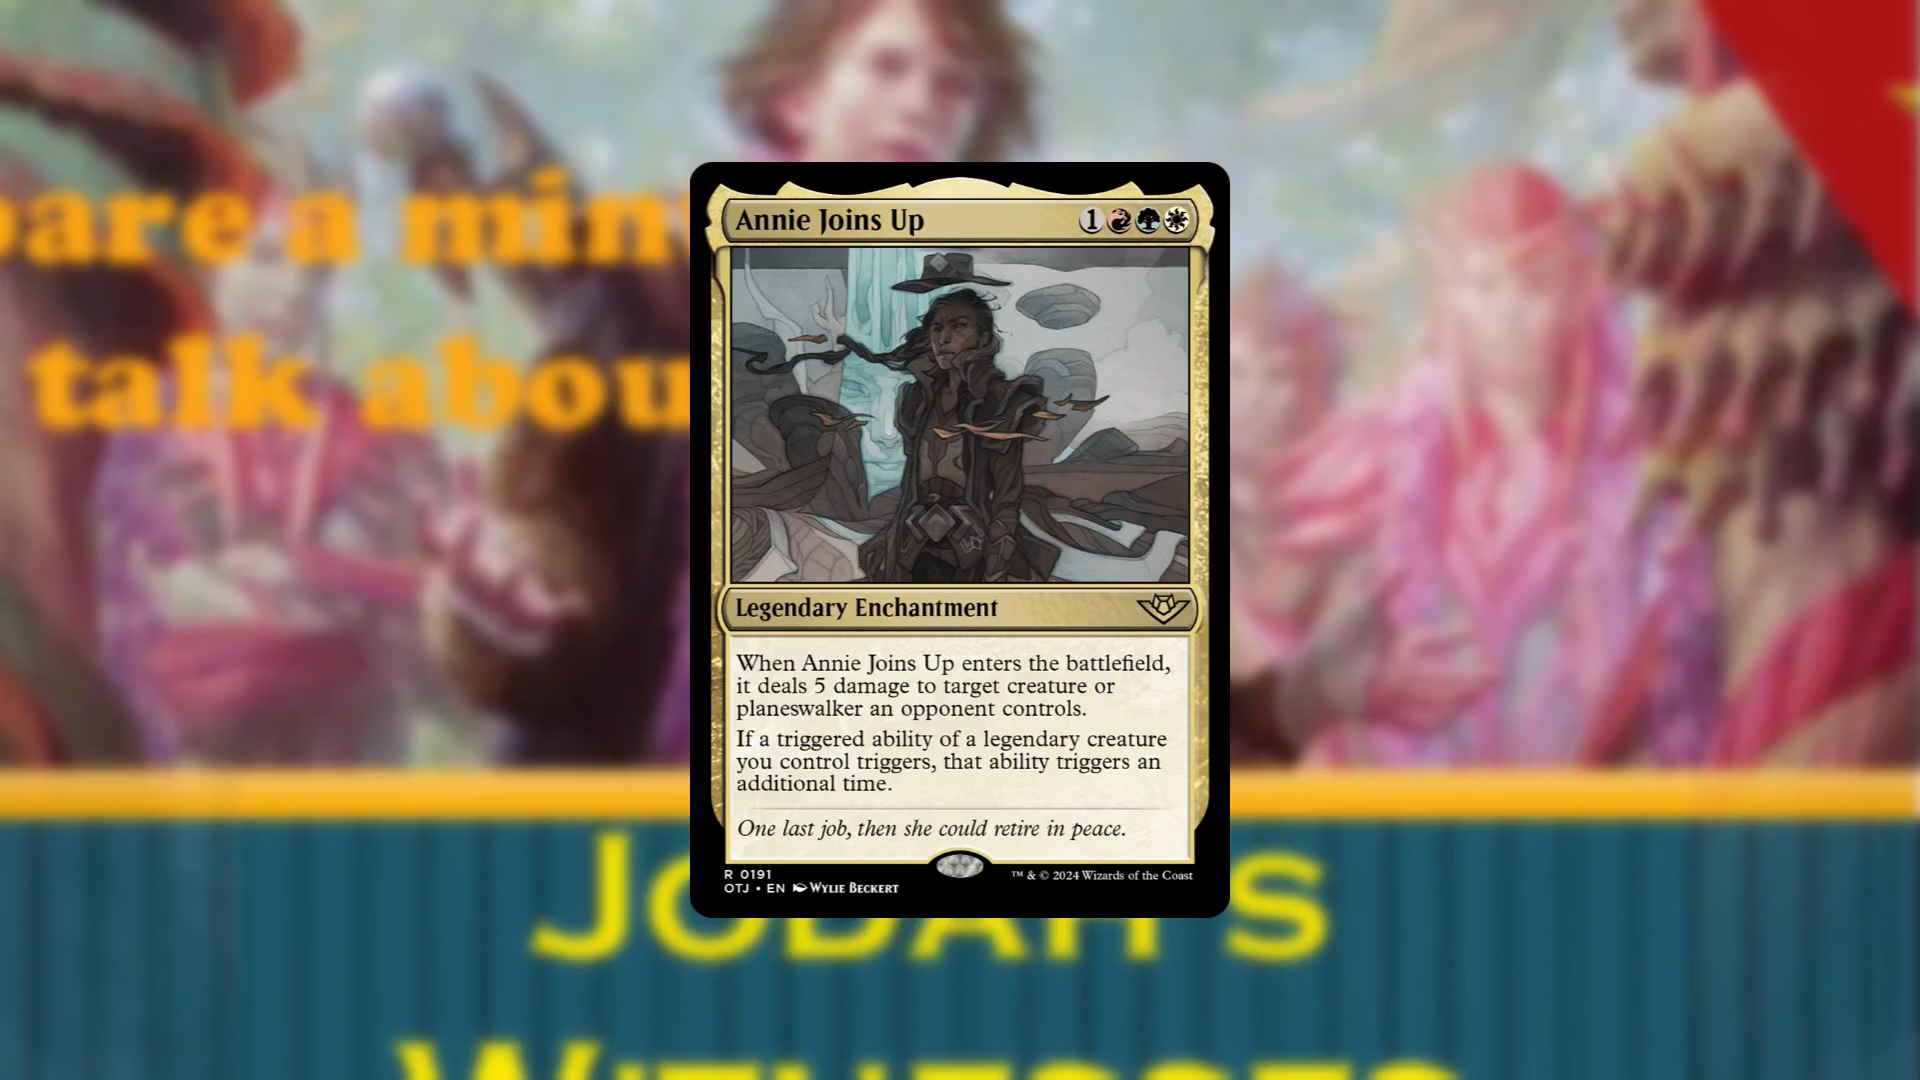 Annie Joins Up 1
pare a min
talk abou
Legendary Enchantment
When Annie Joins Up enters the battlefield,
it deals 5 damage to target creature or
planeswalker an opponent controls.
If a triggered ability of a legendary creature
you control triggers, that ability triggers an
additional time.
One last job, then she could retire in peace.
R 0191
OTJ • EN Wylie Beckert
™ & © 2024 Wizards of the Coast
JODAH'S